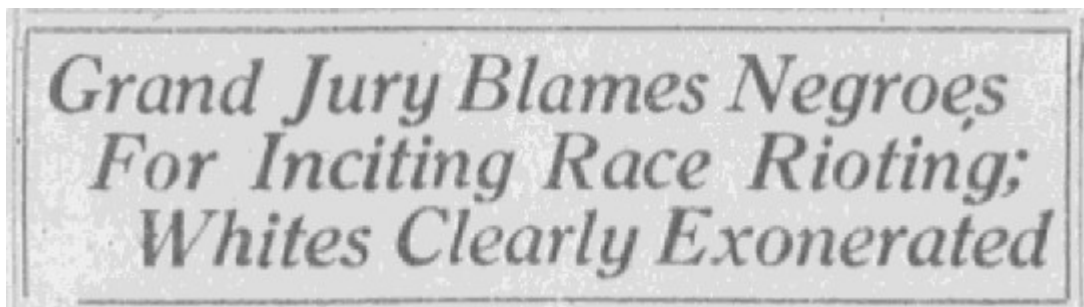 Grand Jury Blames Negroes
For Inciting Race Rioting;
Whites Clearly Exonerated